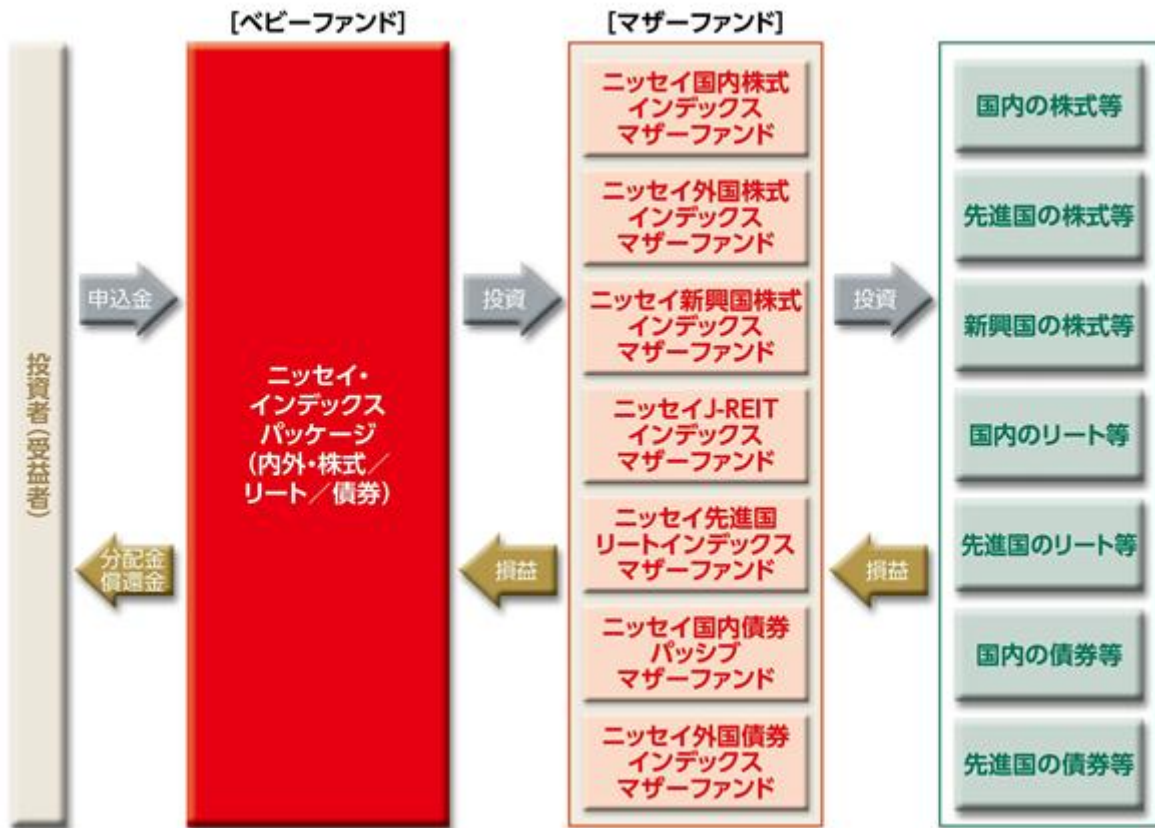 [ベビーファンド]
[マザーファンド]
投資者(受益者)
申込金
分配金
償還金
ニッセイ・
インデックス
パッケージ
(内外・株式/
リート/債券)
投資
損益
ニッセイ国内株式
インデックス
マザーファンド
ニッセイ外国株式
インデックス
マザーファンド
ニッセイ新興国株式
インデックス
マザーファンド
ニッセイJ-REIT
インデックス
マザーファンド
ニッセイ先進国
リートインデックス
マザーファンド
ニッセイ国内債券
パッシブ
マザーファンド
ニッセイ外国債券
インデックス
マザーファンド
投資
損益
国内の株式等
先進国の株式等
新興国の株式等
国内のリート等
先進国のリート等
国内の債券等
先進国の債券等